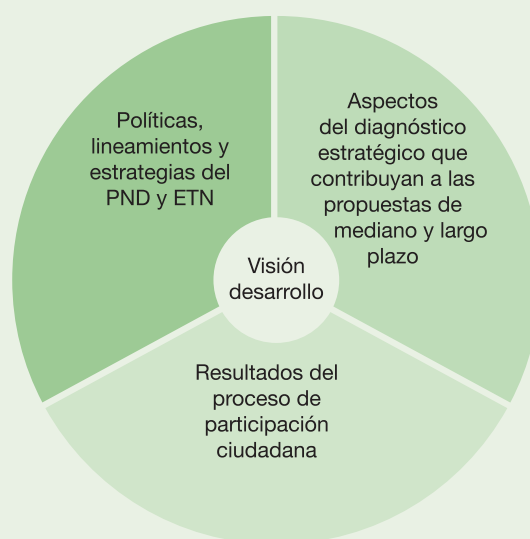 Políticas,
lineamientos y
estrategias del
PND y ETN
Aspectos
del diagnóstico
estratégico que
contribuyan a las
propuestas de
mediano y largo
plazo
Visión
desarrollo
Resultados del
proceso de
participación
ciudadana